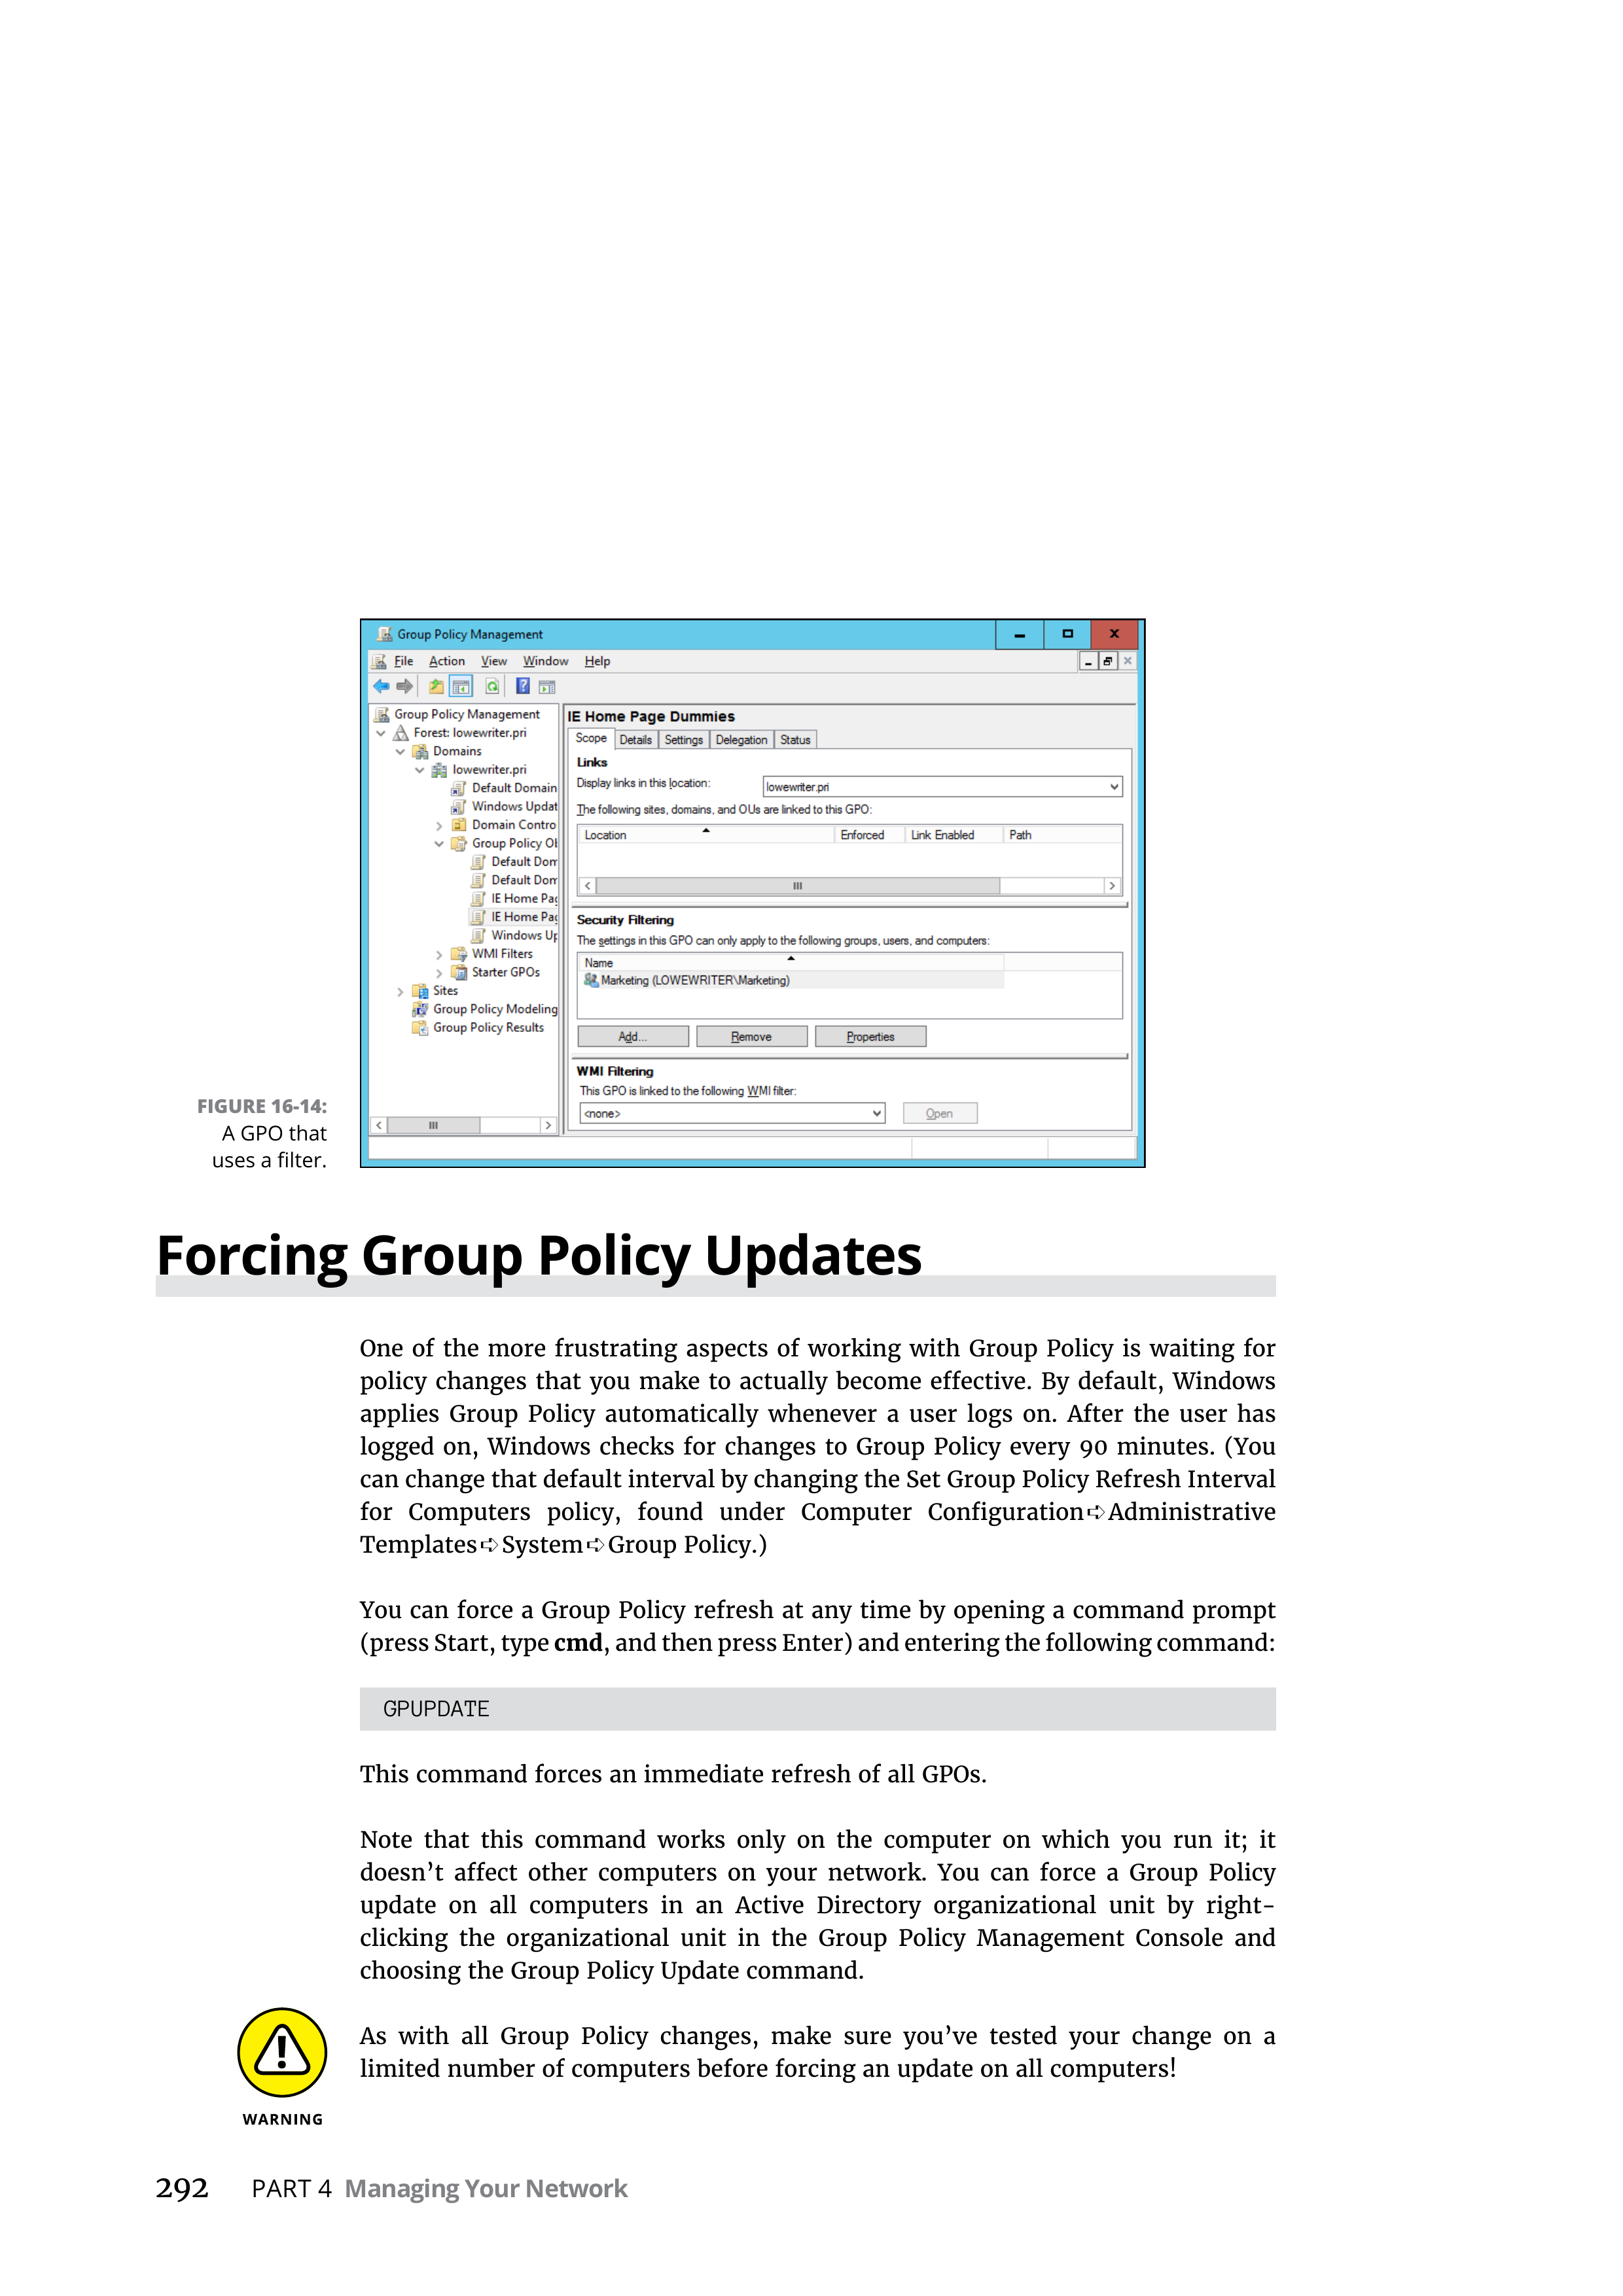 Group Policy Management
File Action View Window Help
Group Policy Management
Forest: lowewriter.pri
Domains
lowewriter.pri
Default Domain
Windows Updat
Domain Contro
Group Policy Ob
Default Dom
Default Dom
IE Home Pag
IE Home Pag
Windows Up
WMI Filters
Starter GPOs
Sites
Group Policy Modeling
Group Policy Results
IE Home Page Dummies
Scope Details Settings Delegation Status
Links
Display links in this location: lowewriter.pri
The following sites, domains, and OUs are linked to this GPO:
Location Enforced Link Enabled Path
Security Filtering
The settings in this GPO can only apply to the following groups, users, and computers:
Name
Marketing (LOWEWRITER\Marketing)
Add... Remove Properties
WMI Filtering
This GPO is linked to the following WMI filter:
<none> Open
FIGURE 16-14:
A GPO that
uses a filter.
Forcing Group Policy Updates
One of the more frustrating aspects of working with Group Policy is waiting for
policy changes that you make to actually become effective. By default, Windows
applies Group Policy automatically whenever a user logs on. After the user has
logged on, Windows checks for changes to Group Policy every 90 minutes. (You
can change that default interval by changing the Set Group Policy Refresh Interval
for Computers policy, found under Computer Configuration➪Administrative
Templates➪System➪Group Policy.)
You can force a Group Policy refresh at any time by opening a command prompt
(press Start, type cmd, and then press Enter) and entering the following command:
GPUPDATE
This command forces an immediate refresh of all GPOs.
Note that this command works only on the computer on which you run it; it
doesn’t affect other computers on your network. You can force a Group Policy
update on all computers in an Active Directory organizational unit by right-
clicking the organizational unit in the Group Policy Management Console and
choosing the Group Policy Update command.
As with all Group Policy changes, make sure you’ve tested your change on a
limited number of computers before forcing an update on all computers!
WARNING
292 PART 4 Managing Your Network